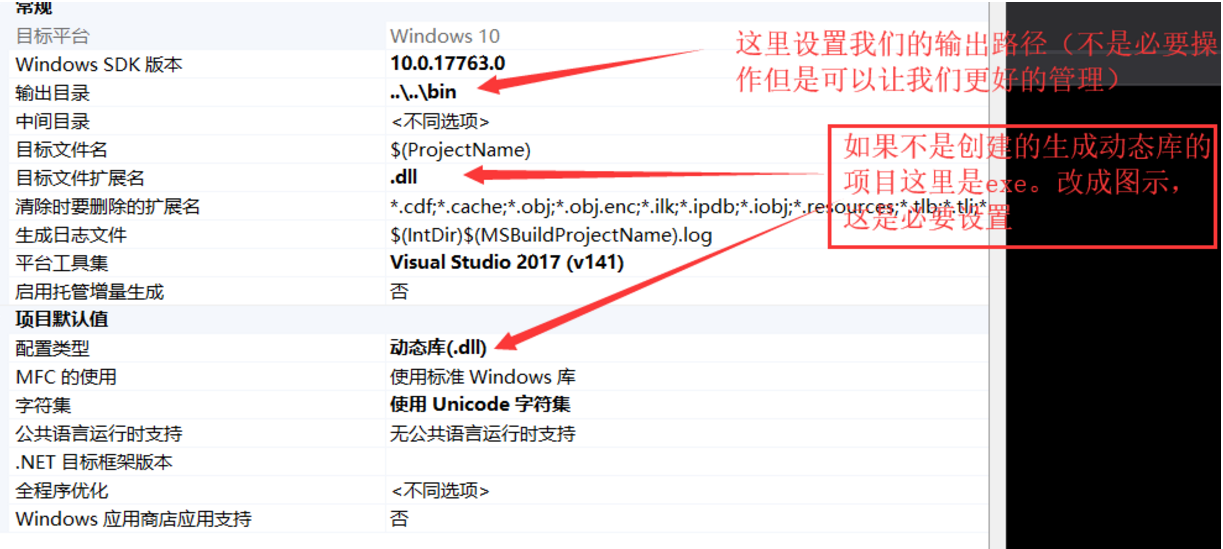 常规
目标平台 Windows 10
Windows SDK 版本 10.0.17763.0
输出目录 ..\..\bin
中间目录 <不同选项>
目标文件名 $(ProjectName)
目标文件扩展名 .dll
清除时要删除的扩展名 *.cdf;*.cache;*.obj;*.obj.enc;*.ilk;*.ipdb;*.iobj;*.resources;*.tlb;*.tli;*
生成日志文件 $(IntDir)$(MSBuildProjectName).log
平台工具集 Visual Studio 2017 (v141)
启用托管增量生成 否
项目默认值
配置类型 动态库(.dll)
MFC 的使用 使用标准 Windows 库
字符集 使用 Unicode 字符集
公共语言运行时支持 无公共语言运行时支持
.NET 目标框架版本
全程序优化 <不同选项>
Windows 应用商店应用支持 否
这里设置我们的输出路径（不是必要操
作但是可以让我们更好的管理）
如果不是创建的生成动态库的
项目这里是exe。改成图示，
这是必要设置